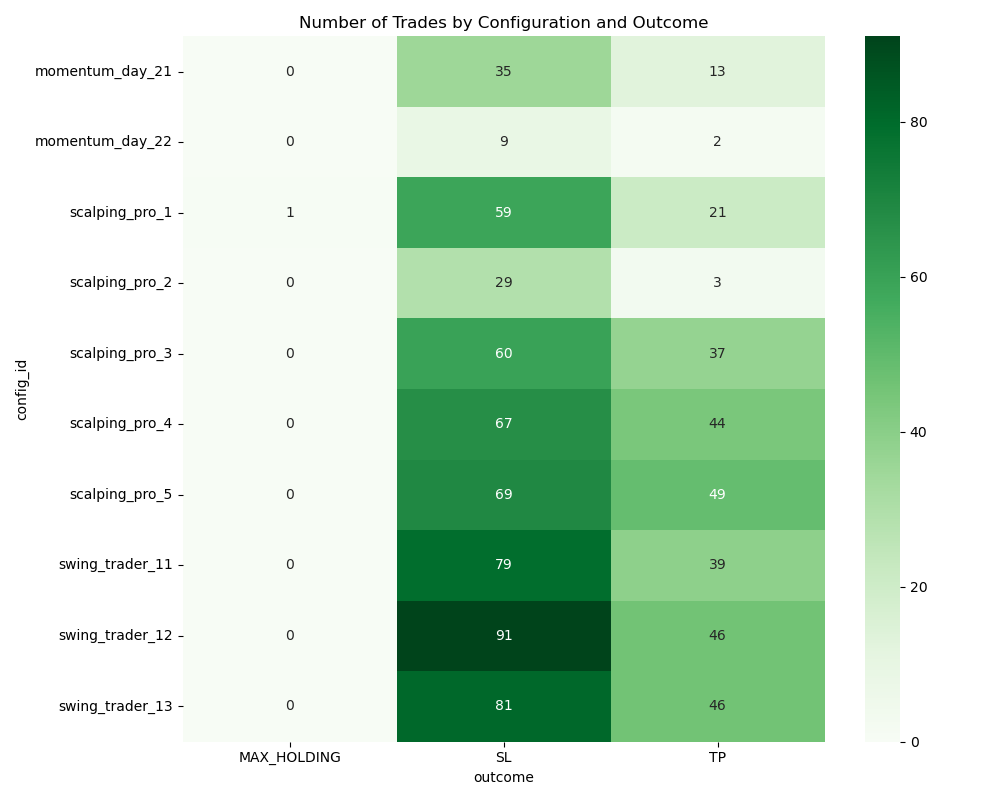 Number of Trades by Configuration and Outcome
momentum_day_21 0 35 13
momentum_day_22 0 9 2
scalping_pro_1 1 59 21
scalping_pro_2 0 29 3
scalping_pro_3 0 60 37
scalping_pro_4 0 67 44
scalping_pro_5 0 69 49
swing_trader_11 0 79 39
swing_trader_12 0 91 46
swing_trader_13 0 81 46
MAX_HOLDING SL TP
outcome
config_id
80
60
40
20
0